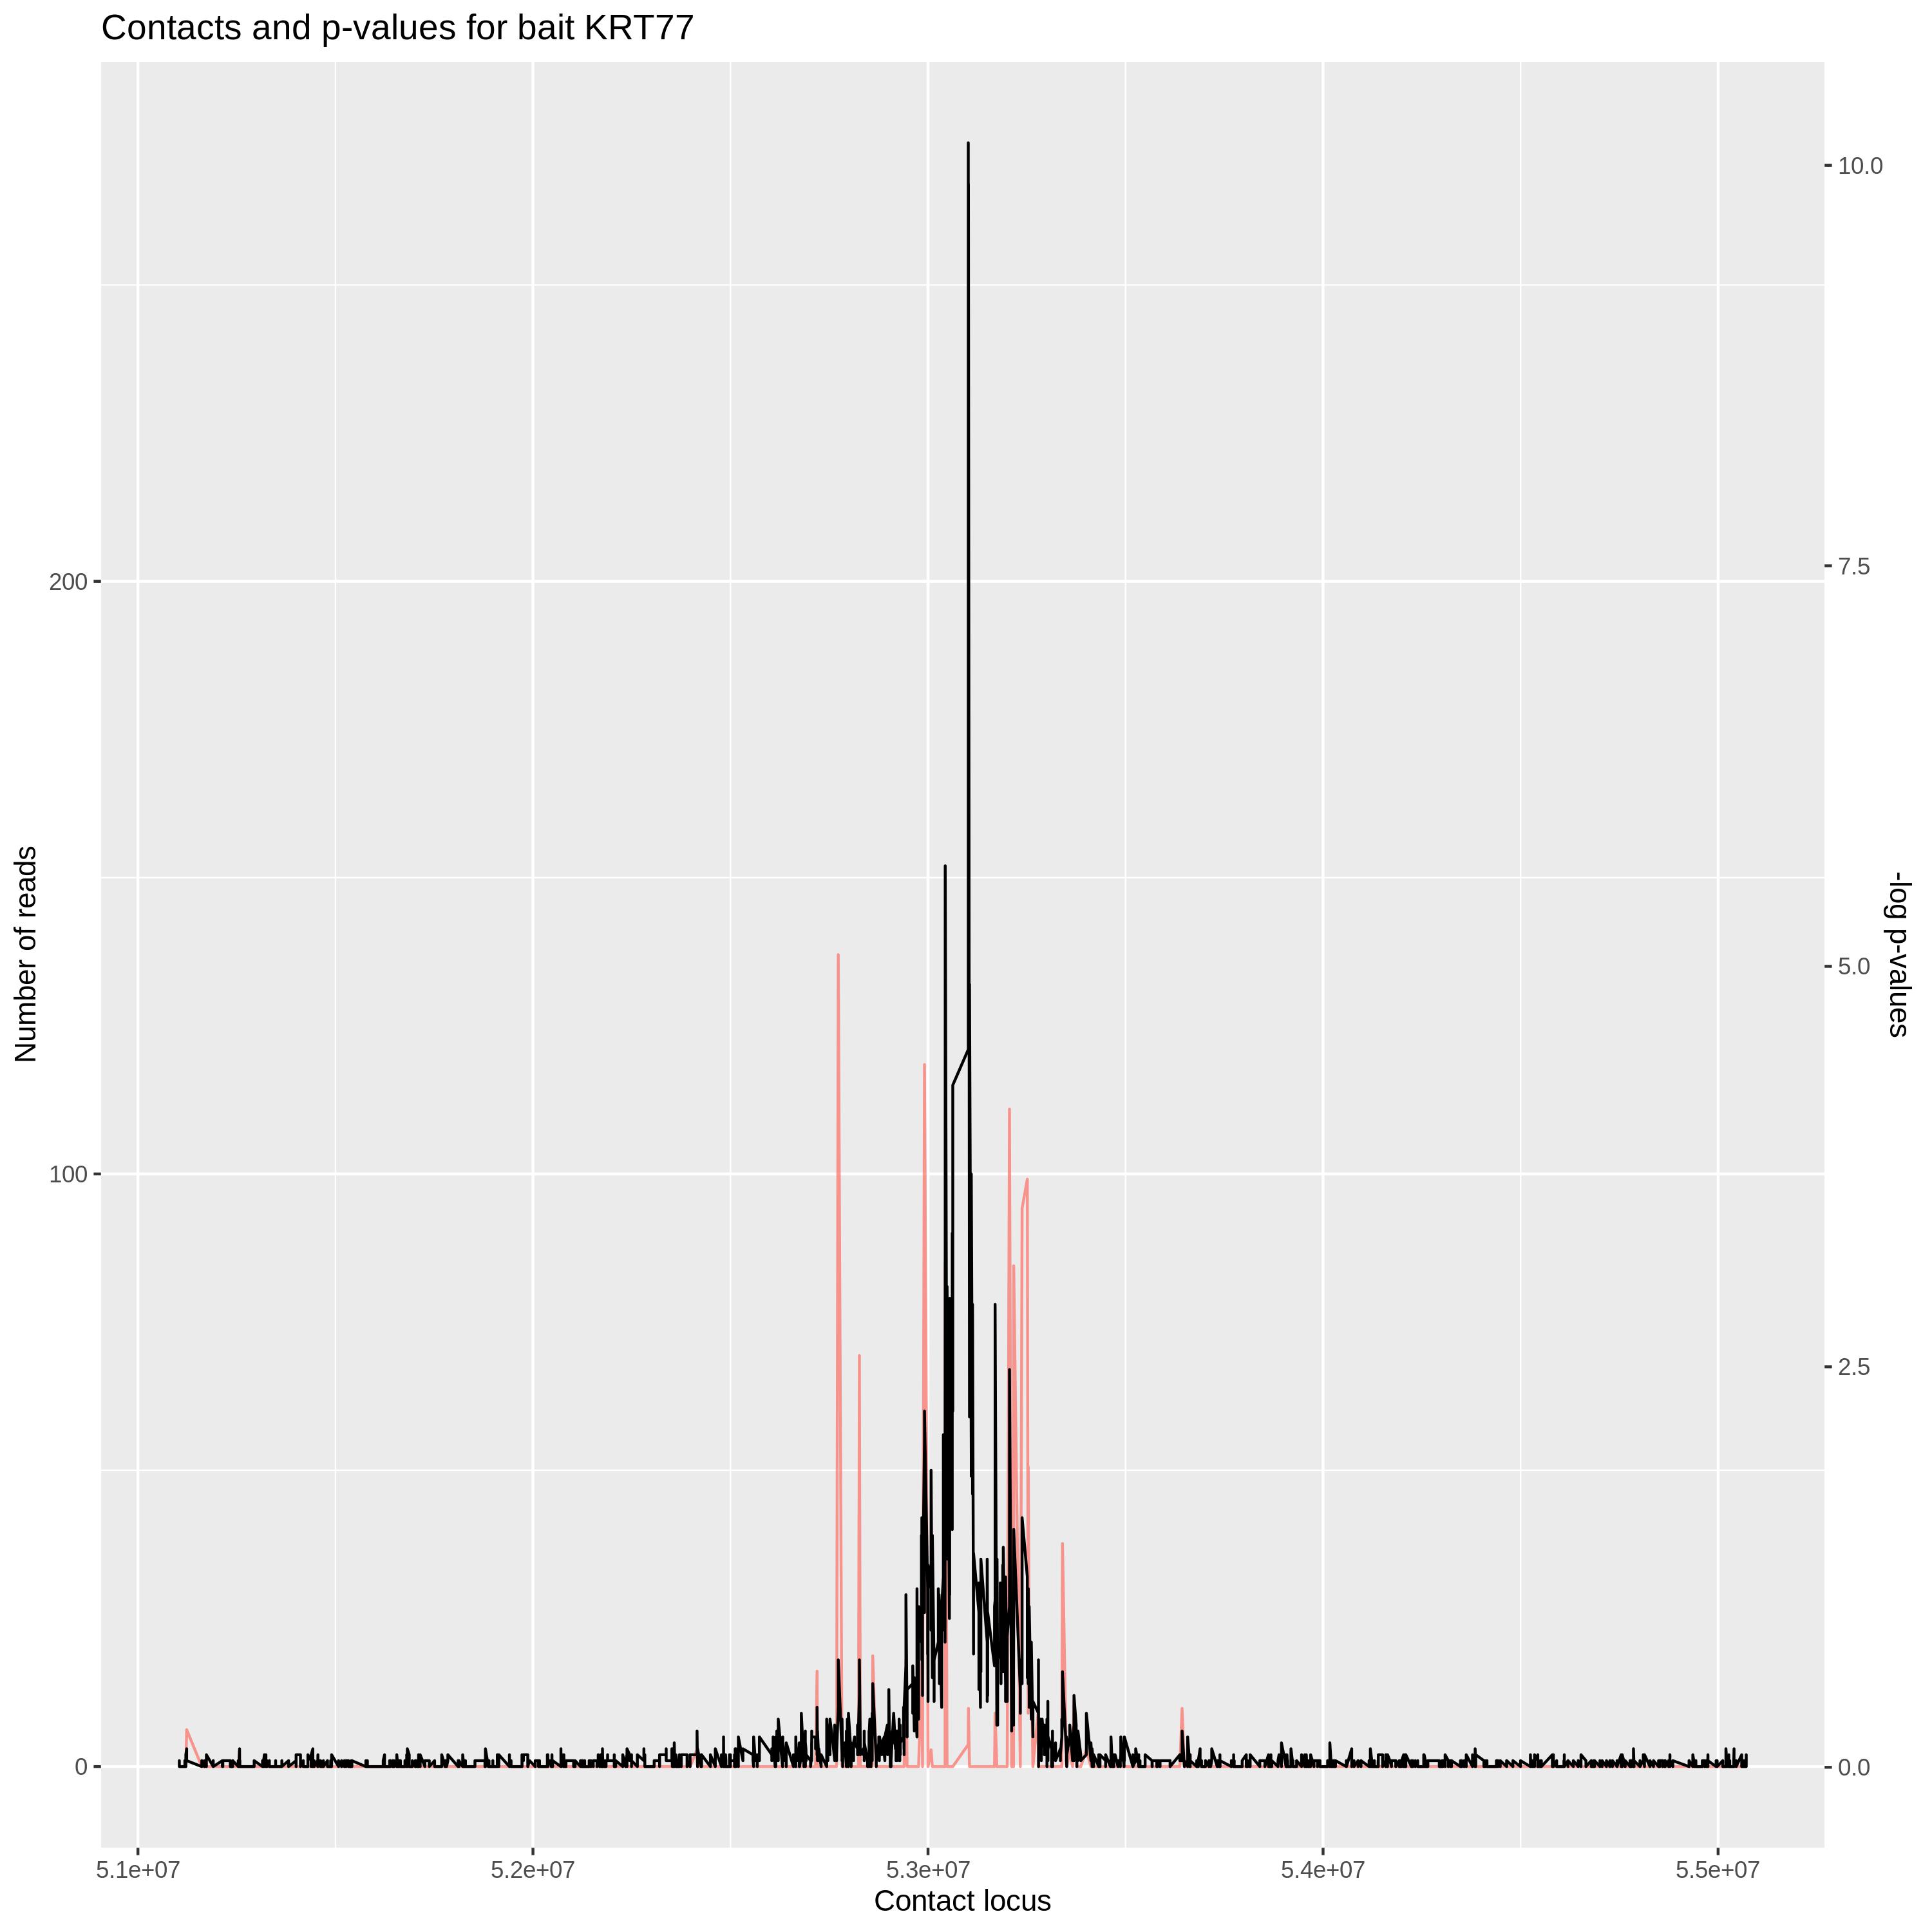 Contacts and p-values for bait KRT77
10.0
200
7.5
Number of reads
-log p-values
5.0
100
2.5
0
0.0
5.1e+07 5.2e+07 5.3e+07 5.4e+07 5.5e+07
Contact locus